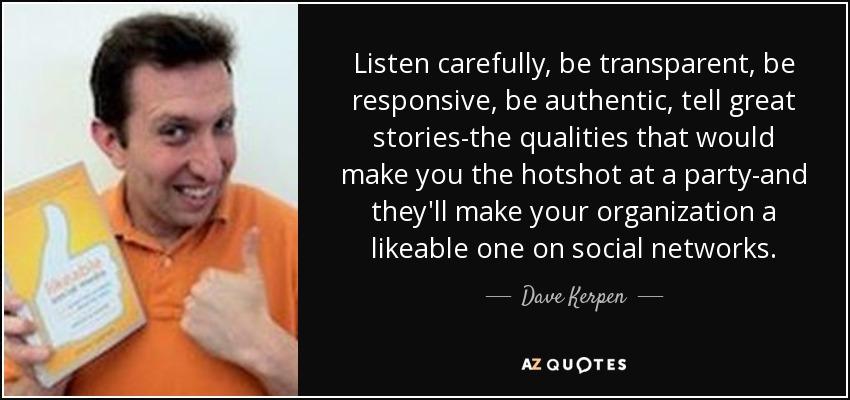 Listen carefully, be transparent, be
responsive, be authentic, tell great
stories-the qualities that would
make you the hotshot at a party-and
they'll make your organization a
likeable one on social networks.
Dave Kerpen
AZ QUOTES
likeable
social media